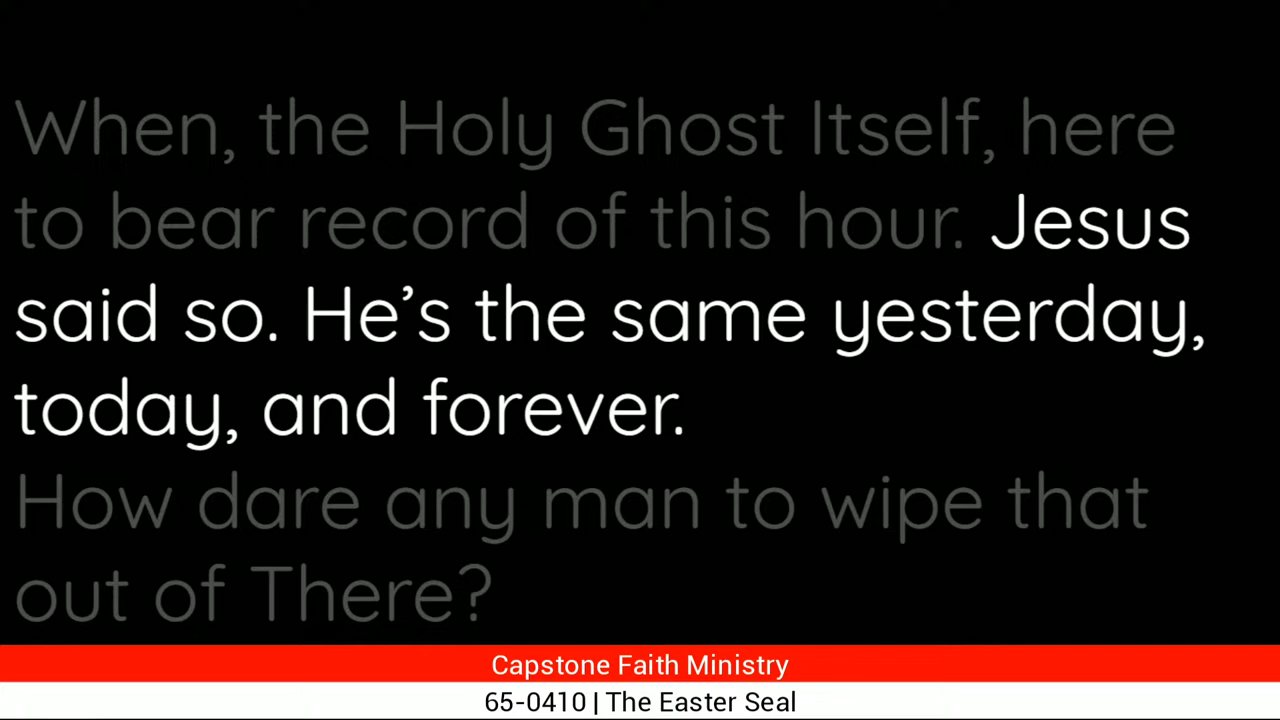 When, the Holy Ghost Itself, here
to bear record of this hour. Jesus
said so. He’s the same yesterday,
today, and forever.
How dare any man to wipe that
out of There?
Capstone Faith Ministry
65-0410 | The Easter Seal